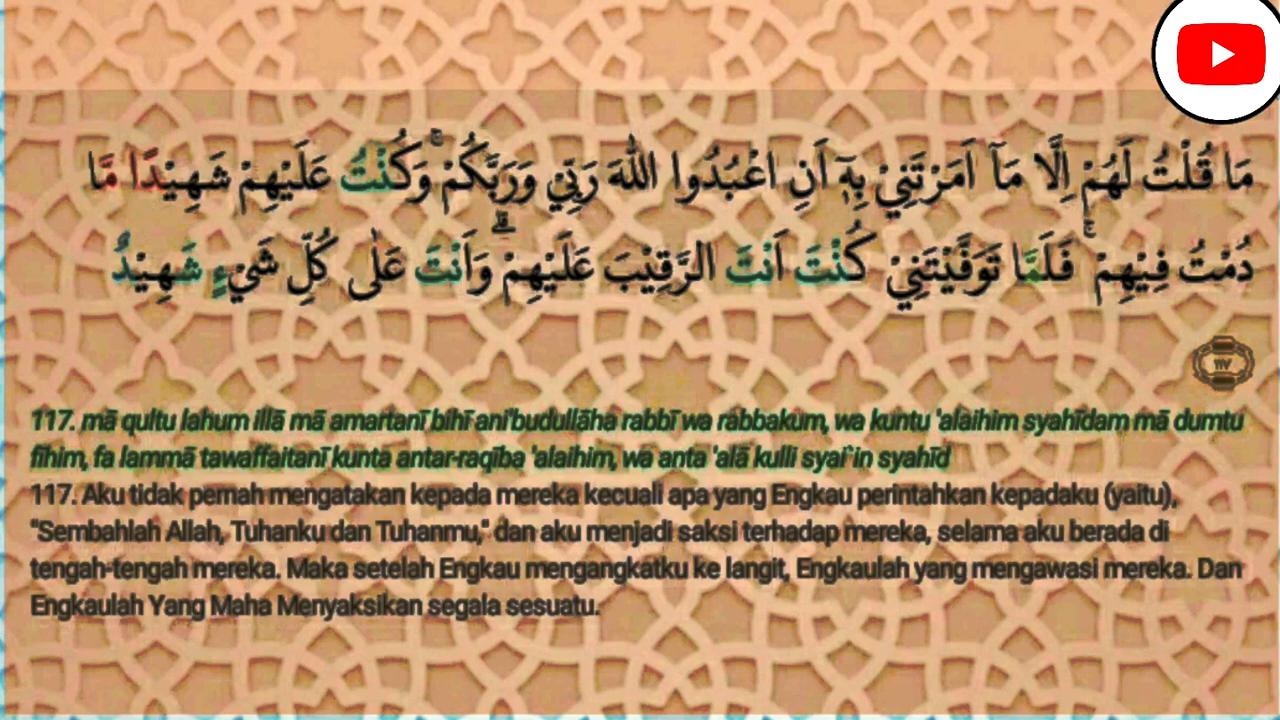 مَا قُلْتُ لَهُمْ اِلَّا مَآ اَمَرْتَنِيْ بِهٖٓ اَنِ اعْبُدُوا اللّٰهَ رَبِّيْ وَرَبَّكُمْ ۚوَكُنْتُ عَلَيْهِمْ شَهِيْدًا مَّا
دُمْتُ فِيْهِمْ ۚ فَلَمَّا تَوَفَّيْتَنِيْ كُنْتَ اَنْتَ الرَّقِيْبَ عَلَيْهِمْ ۗوَاَنْتَ عَلٰى كُلِّ شَيْءٍ شَهِيْدٌ
١١٧
117. mā qultu lahum illā mā amartanī bihī ani'budullāha rabbī wa rabbakum, wa kuntu 'alaihim syahīdam mā dumtu
fīhim, fa lammā tawaffaitanī kunta antar-raqība 'alaihim, wa anta 'alā kulli syai`in syahīd
117. Aku tidak pernah mengatakan kepada mereka kecuali apa yang Engkau perintahkan kepadaku (yaitu),
"Sembahlah Allah, Tuhanku dan Tuhanmu," dan aku menjadi saksi terhadap mereka, selama aku berada di
tengah-tengah mereka. Maka setelah Engkau mengangkatku ke langit, Engkaulah yang mengawasi mereka. Dan
Engkaulah Yang Maha Menyaksikan segala sesuatu.